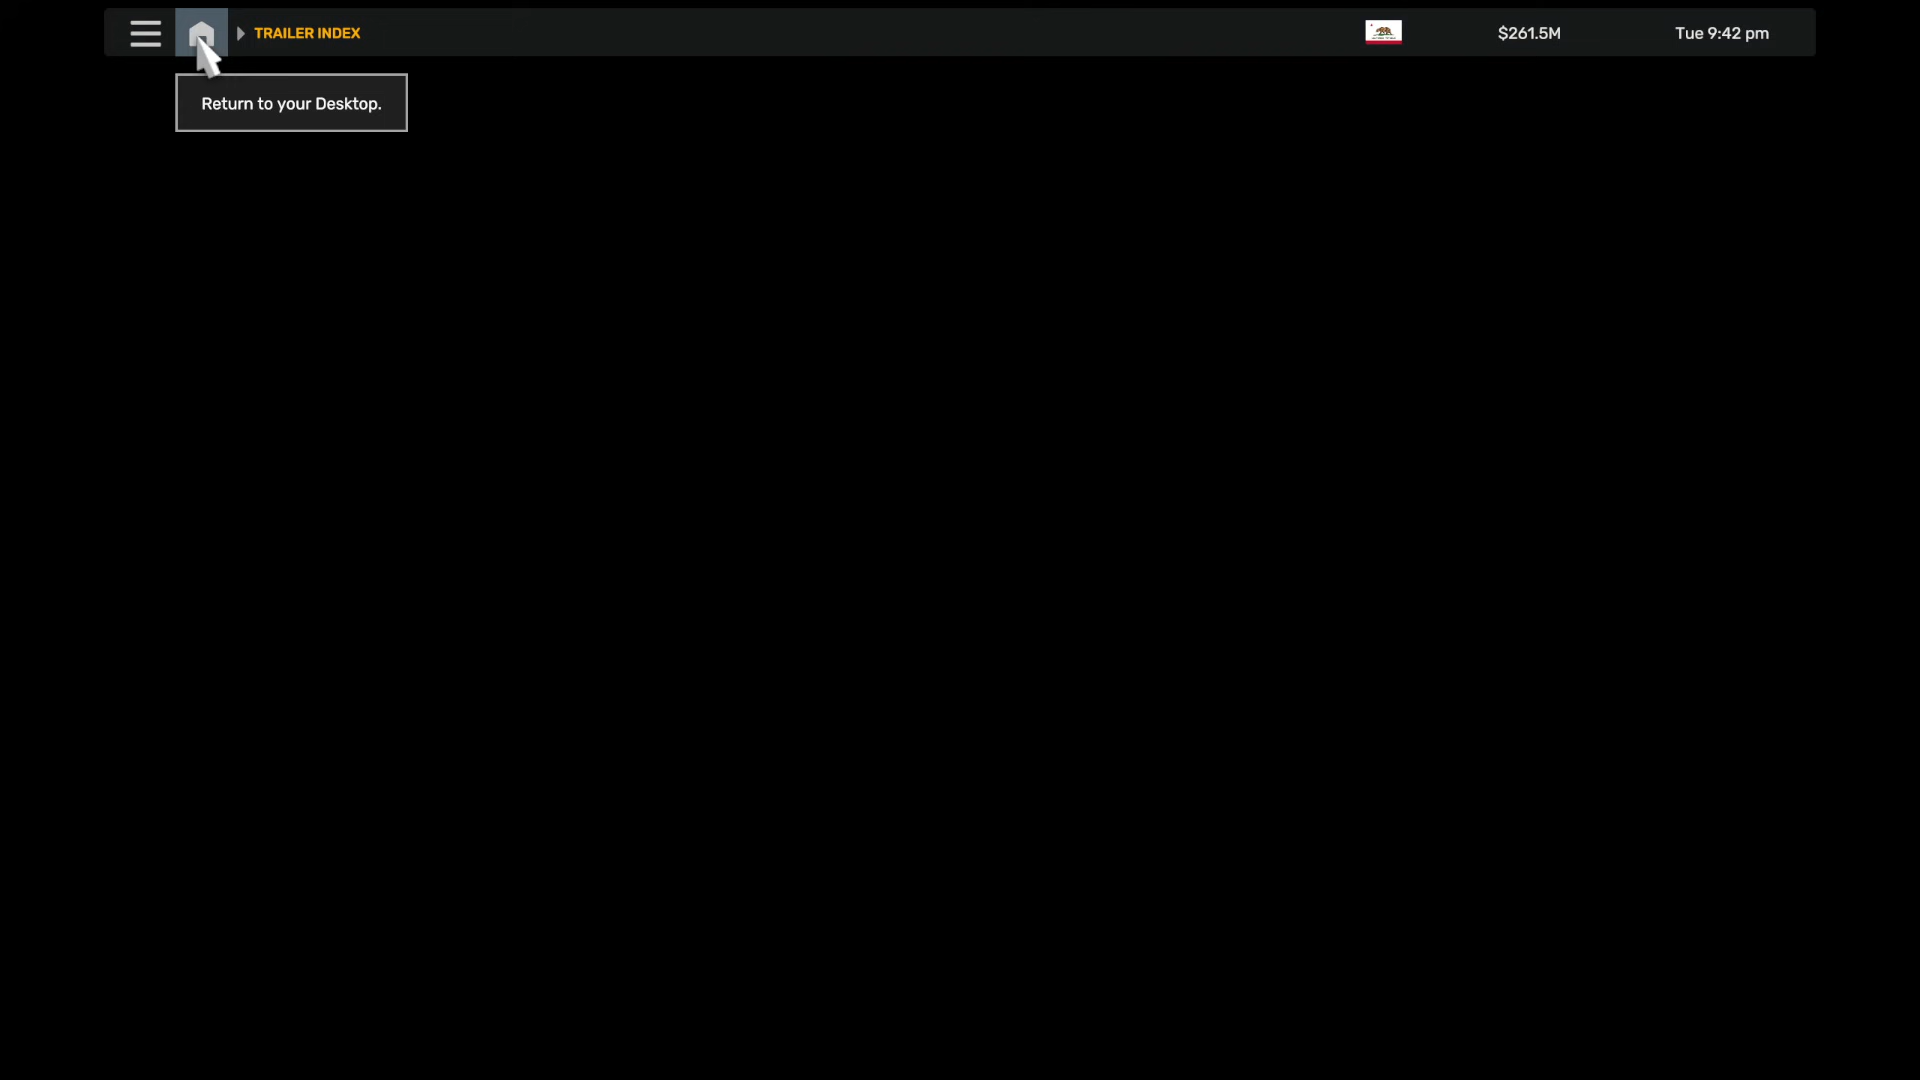 TRAILER INDEX
$261.5M
Tue 9:42 pm
Return to your Desktop.